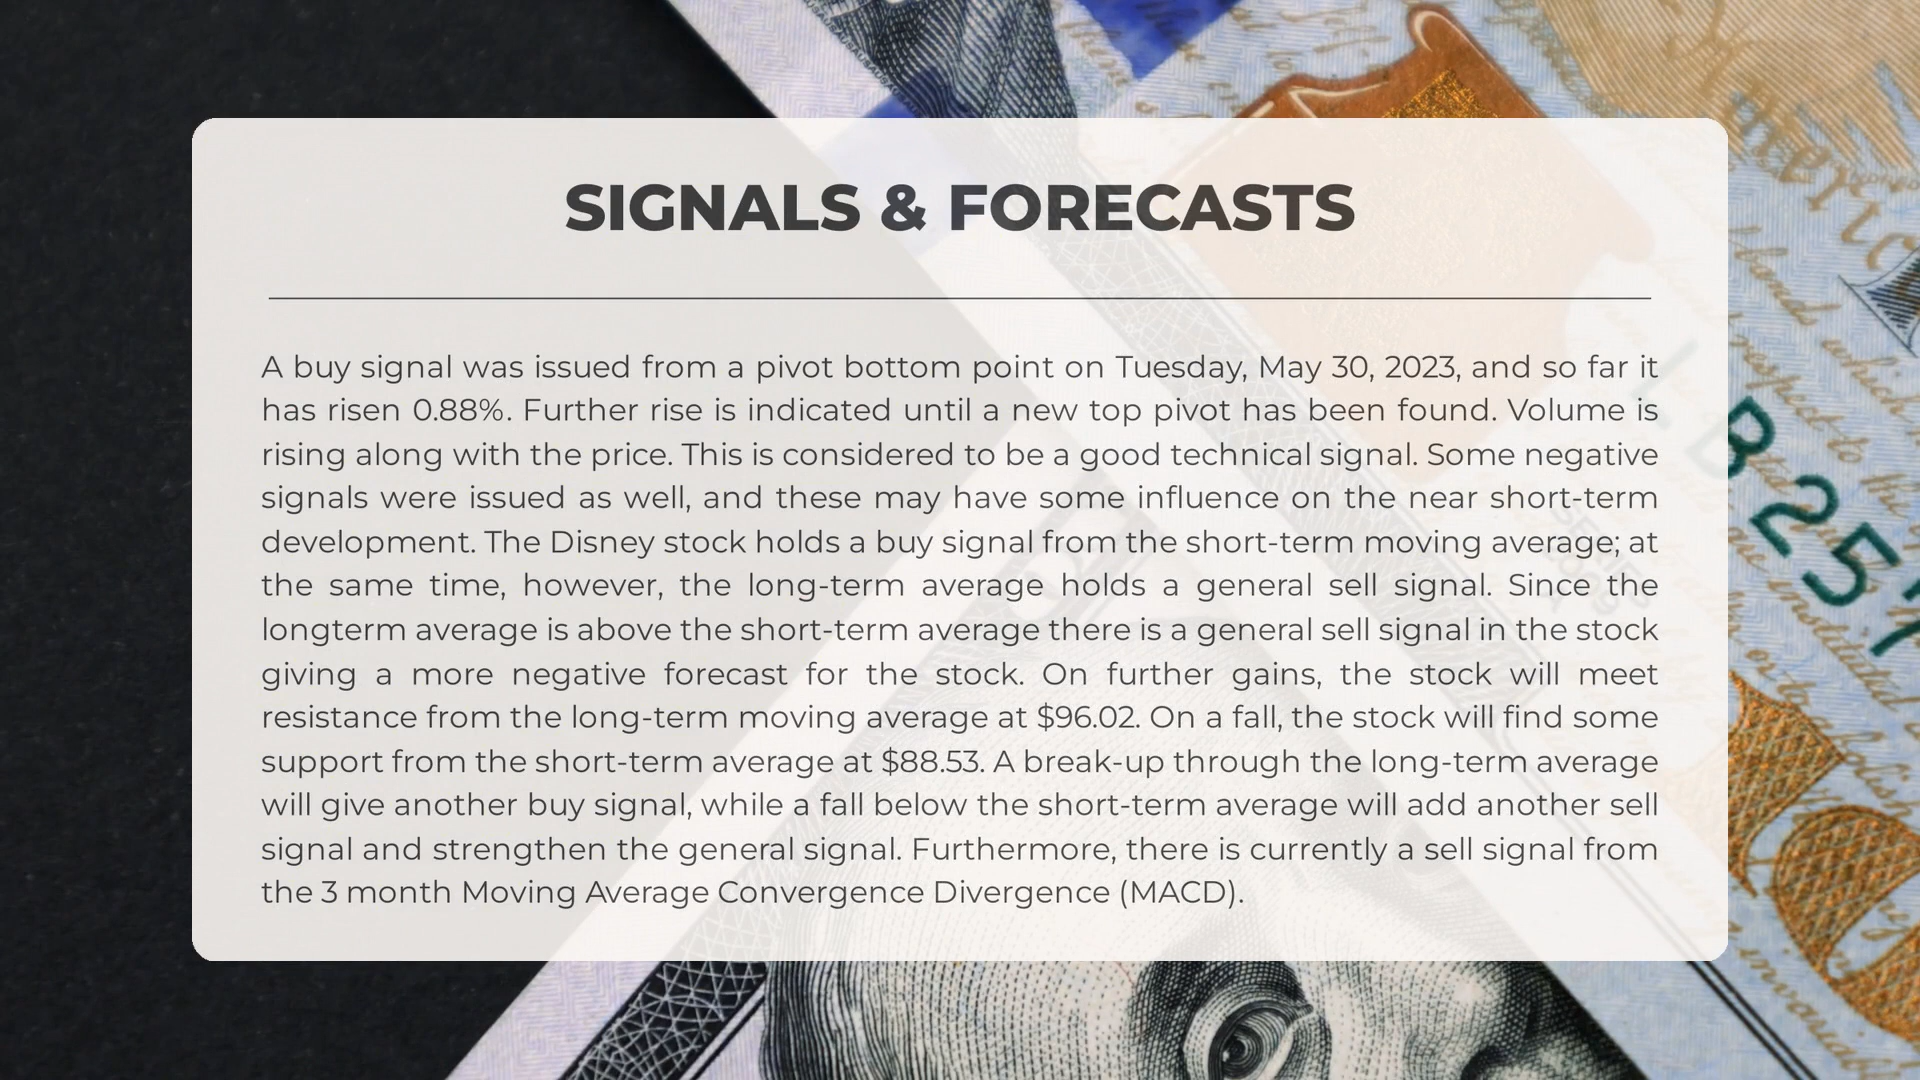 SIGNALS & FORECASTS
A buy signal was issued from a pivot bottom point on Tuesday, May 30, 2023, and so far it
has risen 0.88%. Further rise is indicated until a new top pivot has been found. Volume is
rising along with the price. This is considered to be a good technical signal. Some negative
signals were issued as well, and these may have some influence on the near short-term
development. The Disney stock holds a buy signal from the short-term moving average; at
the same time, however, the long-term average holds a general sell signal. Since the
longterm average is above the short-term average there is a general sell signal in the stock
giving a more negative forecast for the stock. On further gains, the stock will meet
resistance from the long-term moving average at $96.02. On a fall, the stock will find some
support from the short-term average at $88.53. A break-up through the long-term average
will give another buy signal, while a fall below the short-term average will add another sell
signal and strengthen the general signal. Furthermore, there is currently a sell signal from
the 3 month Moving Average Convergence Divergence (MACD).